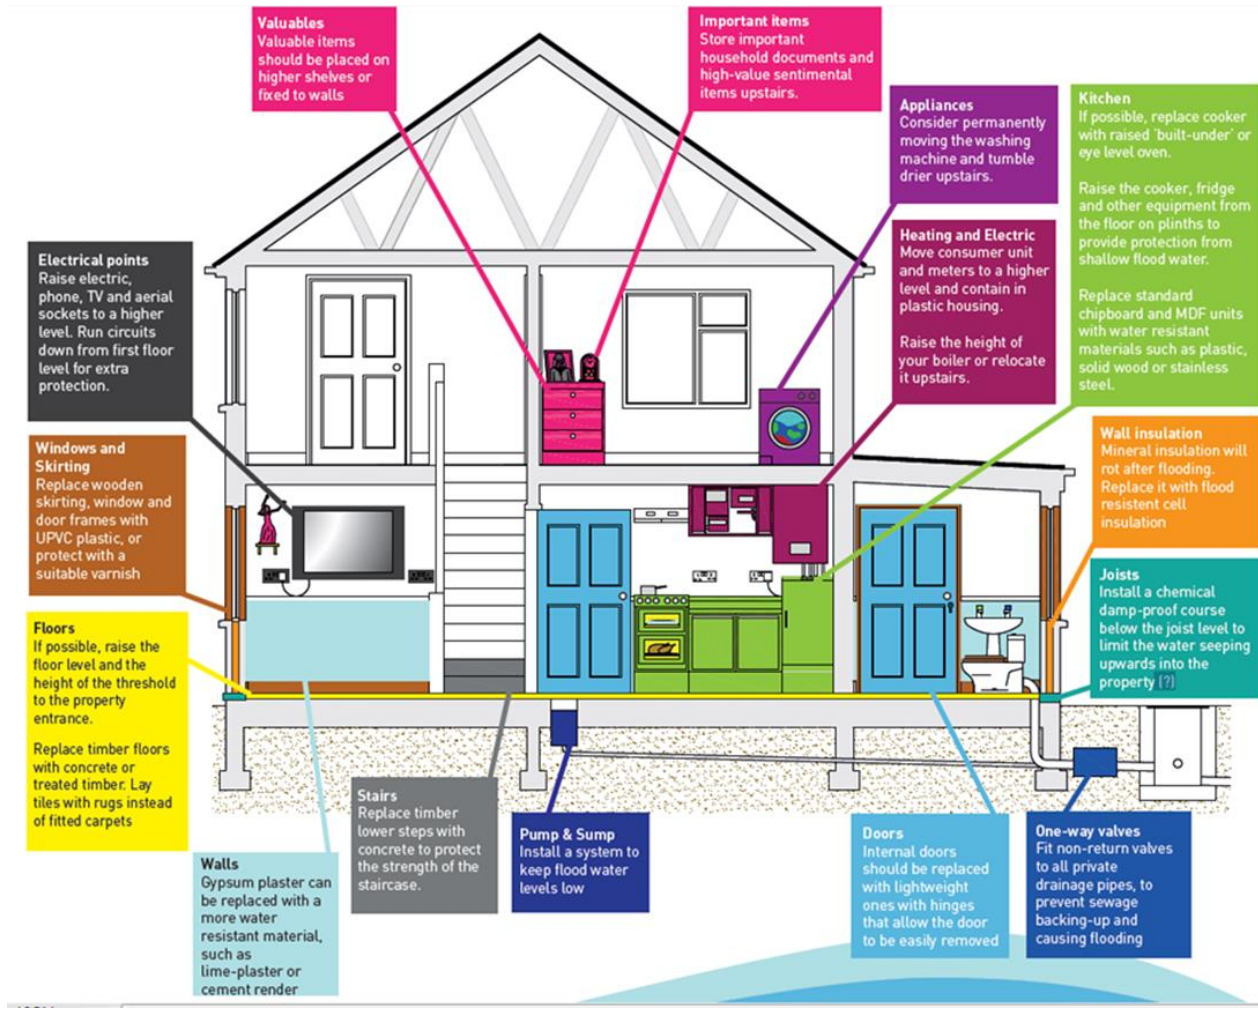 Valuables
Valuable items
should be placed on
higher shelves or
fixed to walls
Important items
Store important
household documents and
high-value sentimental
items upstairs.
Appliances
Consider permanently
moving the washing
machine and tumble
drier upstairs.
Kitchen
If possible, replace cooker
with raised 'built-under' or
eye level oven.
Raise the cooker, fridge
and other equipment from
the floor on plinths to
provide protection from
shallow flood water.
Replace standard
chipboard and MDF units
with water resistant
materials such as plastic,
solid wood or stainless
steel.
Electrical points
Raise electric,
phone, TV and aerial
sockets to a higher
level. Run circuits
down from first floor
level for extra
protection.
Heating and Electric
Move consumer unit
and meters to a higher
level and contain in
plastic housing.
Raise the height of
your boiler or relocate
it upstairs.
Windows and
Skirting
Replace wooden
skirting, window and
door frames with
UPVC plastic, or
protect with a
suitable varnish
Wall insulation
Mineral insulation will
rot after flooding.
Replace it with flood
resistent cell
insulation
Joists
Install a chemical
damp-proof course
below the joist level to
limit the water seeping
upwards into the
property [?]
Floors
If possible, raise the
floor level and the
height of the threshold
to the property
entrance.
Replace timber floors
with concrete or
treated timber. Lay
tiles with rugs instead
of fitted carpets
Walls
Gypsum plaster can
be replaced with a
more water
resistant material,
such as
lime-plaster or
cement render
Stairs
Replace timber
lower steps with
concrete to protect
the strength of the
staircase.
Pump & Sump
Install a system to
keep flood water
levels low
Doors
Internal doors
should be replaced
with lightweight
ones with hinges
that allow the door
to be easily removed
One-way valves
Fit non-return valves
to all private
drainage pipes, to
prevent sewage
backing-up and
causing flooding